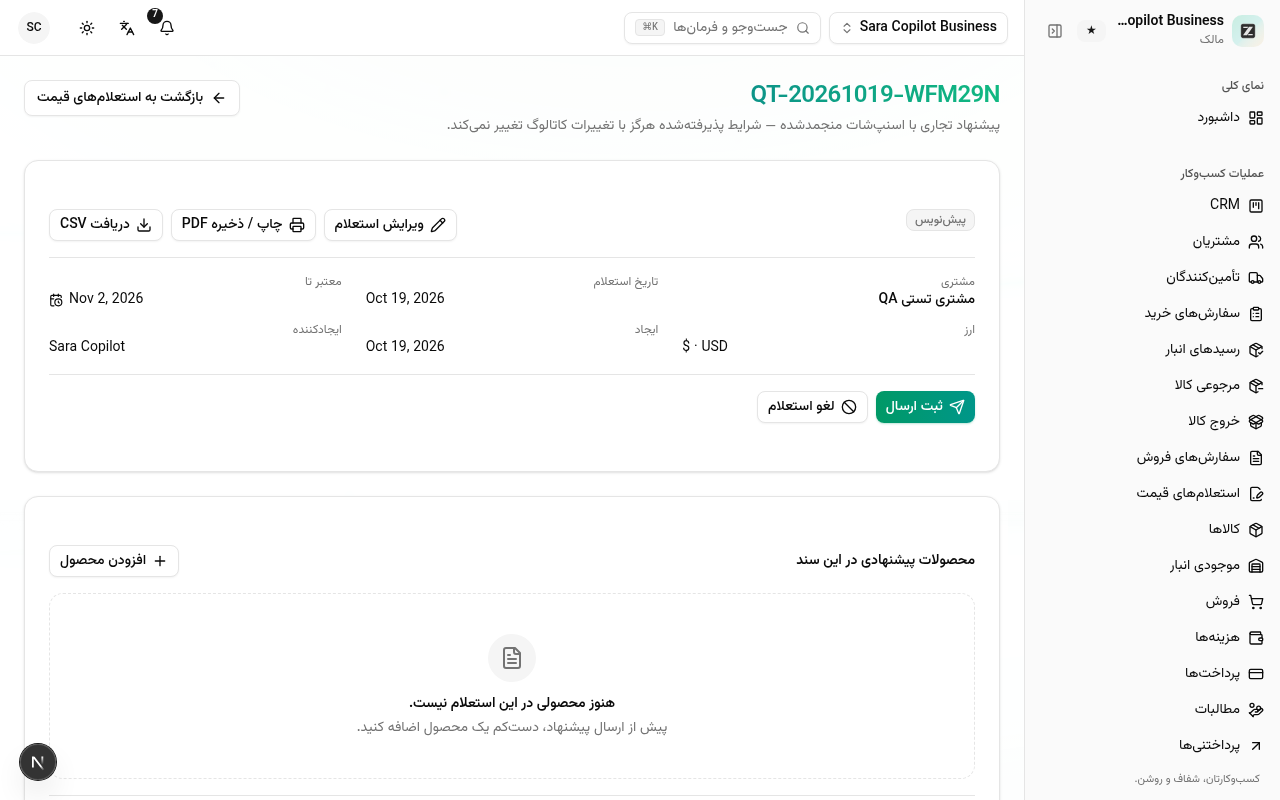 ...opilot Business
مالک
نمای کلی
داشبورد
عملیات کسب‌وکار
CRM
مشتریان
تأمین‌کنندگان
سفارش‌های خرید
رسیدهای انبار
مرجوعی کالا
خروج کالا
سفارش‌های فروش
استعلام‌های قیمت
کالاها
موجودی انبار
فروش
هزینه‌ها
پرداخت‌ها
مطالبات
پرداختنی‌ها
کسب‌وکارتان، شفاف و روشن.
Sara Copilot Business
جست‌وجو و فرمان‌ها ⌘K
7
SC
QT-20261019-WFM29N
بازگشت به استعلام‌های قیمت
پیشنهاد تجاری با اسنپ‌شات منجمدشده — شرایط پذیرفته‌شده هرگز با تغییرات کاتالوگ تغییر نمی‌کند.
پیش‌نویس
ویرایش استعلام
چاپ / ذخیره PDF
دریافت CSV
مشتری
مشتری تستی QA
تاریخ استعلام
Oct 19, 2026
معتبر تا
Nov 2, 2026
ارز
$ · USD
ایجاد
Oct 19, 2026
ایجادکننده
Sara Copilot
ثبت ارسال
لغو استعلام
محصولات پیشنهادی در این سند
افزودن محصول
هنوز محصولی در این استعلام نیست.
پیش از ارسال پیشنهاد، دست‌کم یک محصول اضافه کنید.